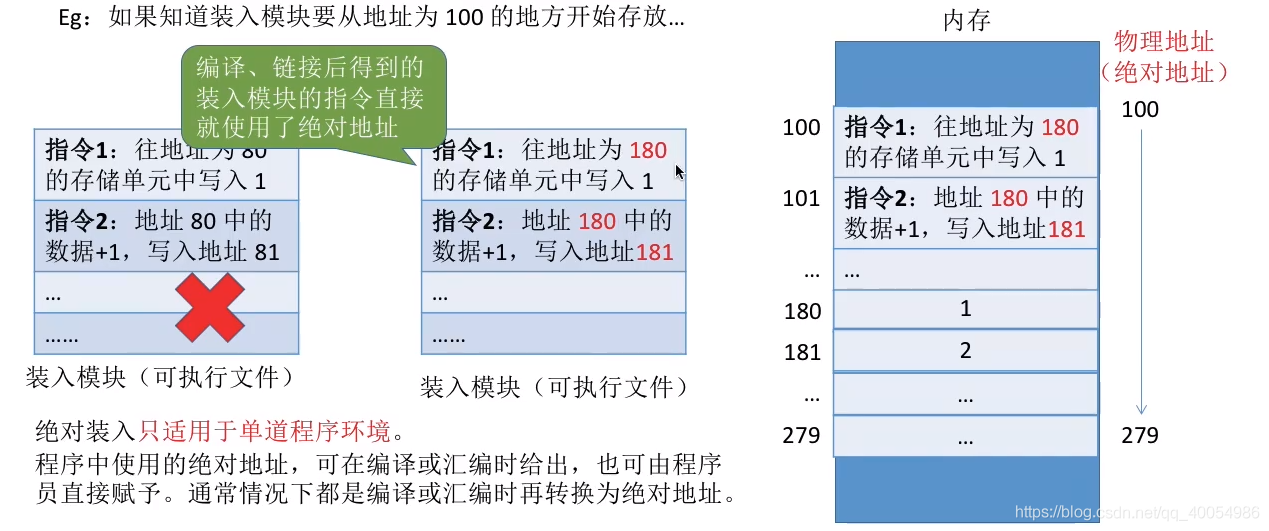 Eg：如果知道装入模块要从地址为 100 的地方开始存放…
编译、链接后得到的
装入模块的指令直接
就使用了绝对地址
指令1：往地址为 80
的存储单元中写入 1
指令2：地址 80 中的
数据+1，写入地址 81
…
……
装入模块（可执行文件）
指令1：往地址为 180
的存储单元中写入 1
指令2：地址 180 中的
数据+1，写入地址181
…
……
装入模块（可执行文件）
绝对装入只适用于单道程序环境。
程序中使用的绝对地址，可在编译或汇编时给出，也可由程序
员直接赋予。通常情况下都是编译或汇编时再转换为绝对地址。
内存
物理地址
（绝对地址）
100
指令1：往地址为 180
的存储单元中写入 1
100
101
指令2：地址 180 中的
数据+1，写入地址181
…
…
180
1
181
2
…
…
279
…
279
https://blog.csdn.net/qq_40054986